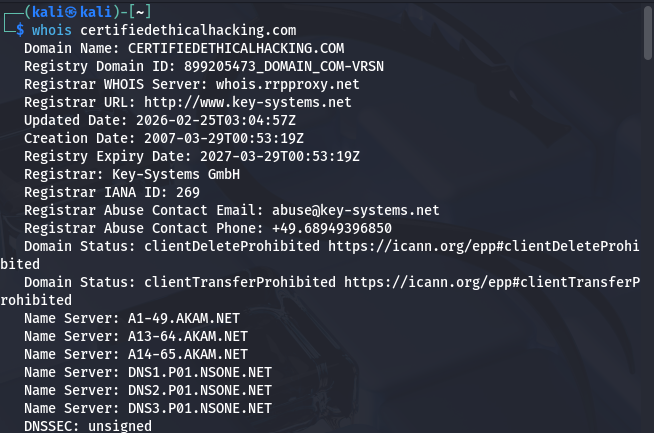 ┌──(kali㉿kali)-[~]
└─$ whois certifiedethicalhacking.com
Domain Name: CERTIFIEDETHICALHACKING.COM
Registry Domain ID: 899205473_DOMAIN_COM-VRSN
Registrar WHOIS Server: whois.rrpproxy.net
Registrar URL: http://www.key-systems.net
Updated Date: 2026-02-25T03:04:57Z
Creation Date: 2007-03-29T00:53:19Z
Registry Expiry Date: 2027-03-29T00:53:19Z
Registrar: Key-Systems GmbH
Registrar IANA ID: 269
Registrar Abuse Contact Email: abuse@key-systems.net
Registrar Abuse Contact Phone: +49.68949396850
Domain Status: clientDeleteProhibited https://icann.org/epp#clientDeleteProhi
bited
Domain Status: clientTransferProhibited https://icann.org/epp#clientTransferP
rohibited
Name Server: A1-49.AKAM.NET
Name Server: A13-64.AKAM.NET
Name Server: A14-65.AKAM.NET
Name Server: DNS1.P01.NSONE.NET
Name Server: DNS2.P01.NSONE.NET
Name Server: DNS3.P01.NSONE.NET
DNSSEC: unsigned